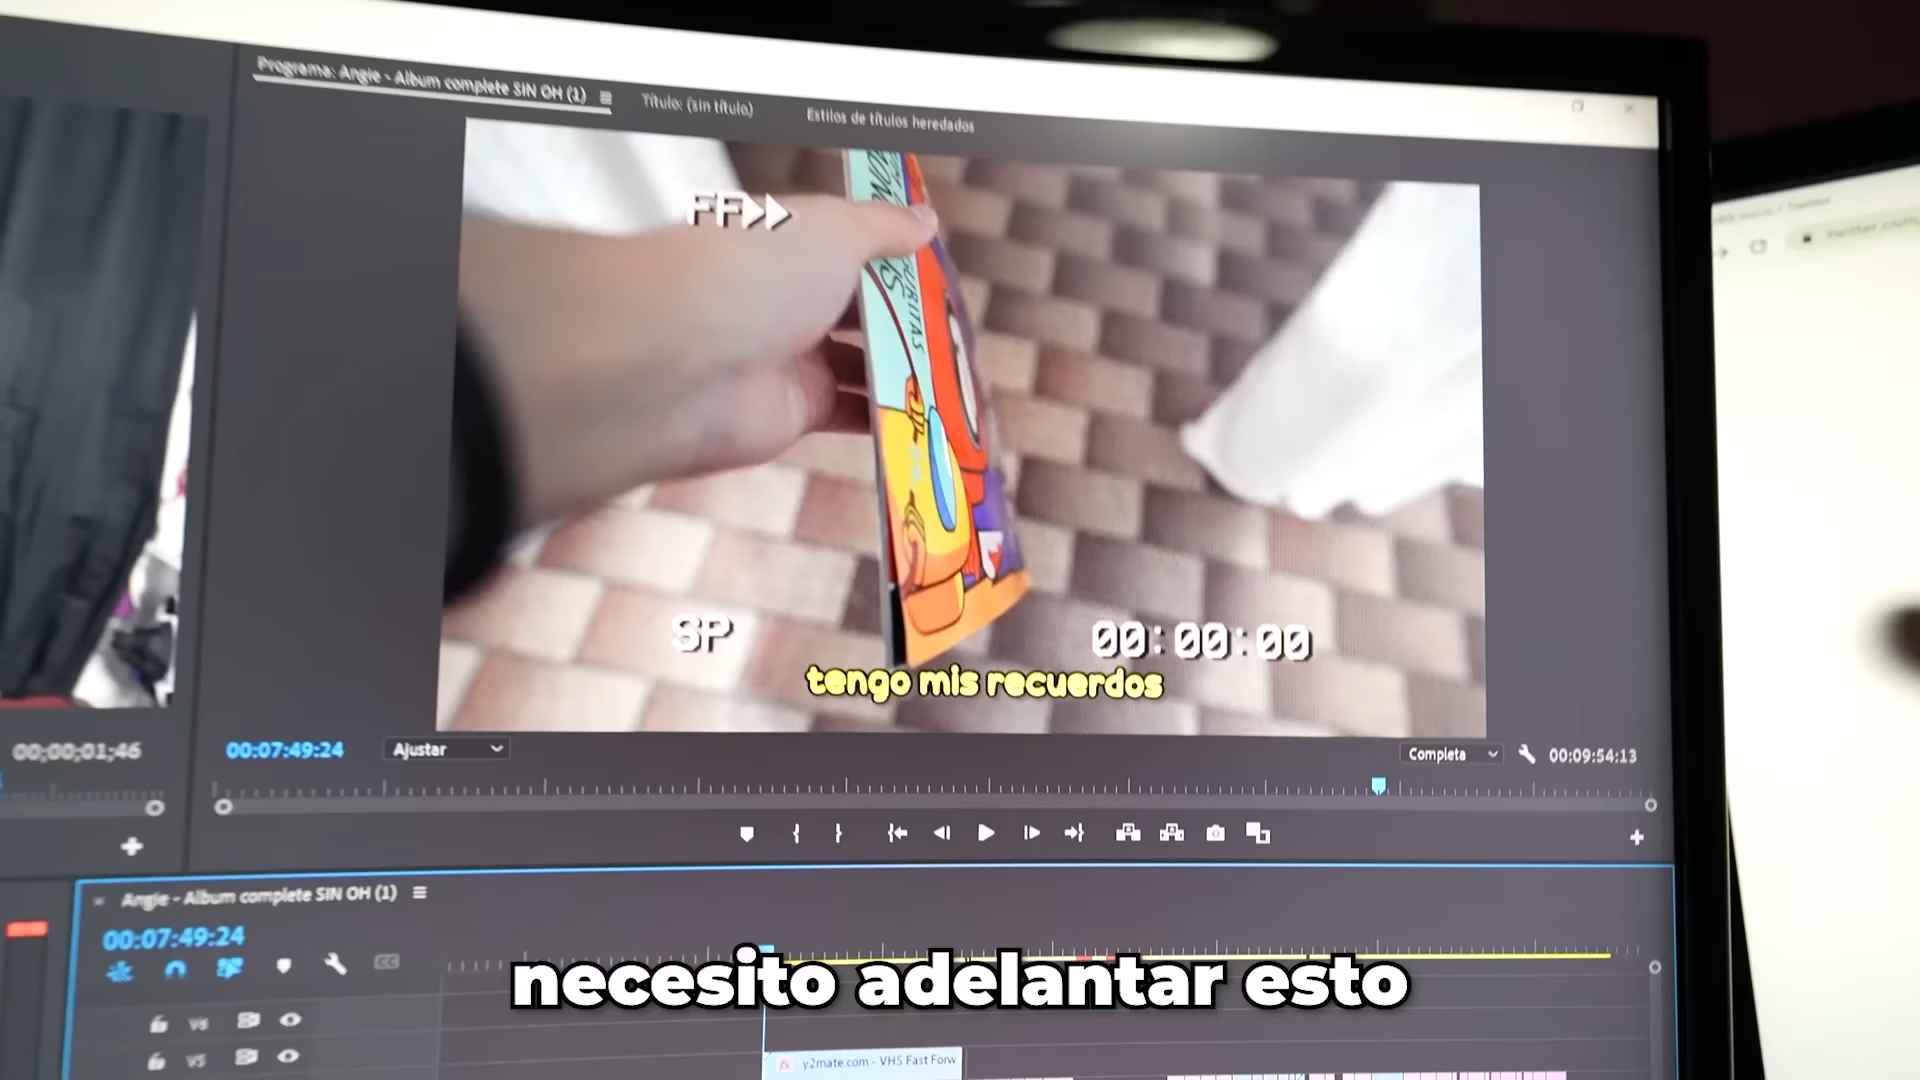 Programa: Angie - Album complete SIN OH (1)
Título: (sin título)
Estilos de títulos heredados
FF
FIGURITAS
SP
00:00:00
tengo mis recuerdos
00;00;01;46
00:07:49:24
Ajustar
Completa
00:09:54:13
Angie - Album complete SIN OH (1)
00:07:49:24
necesito adelantar esto
V6
V5
y2mate.com - VHS Fast Forw